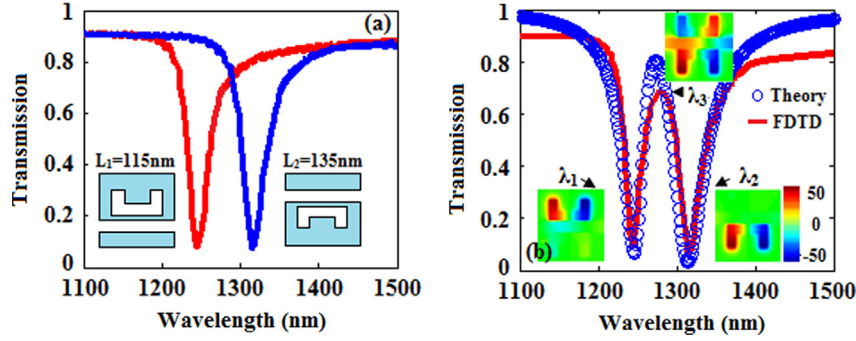 (a)
1
0.8
0.6
0.4
0.2
0
Transmission
L₁=115nm
L₂=135nm
1100 1200 1300 1400 1500
Wavelength (nm)
1
0.8
0.6
0.4
0.2
0
Transmission
λ₃
Theory
FDTD
λ₁
λ₂
50
0
-50
(b)
1100 1200 1300 1400 1500
Wavelength (nm)